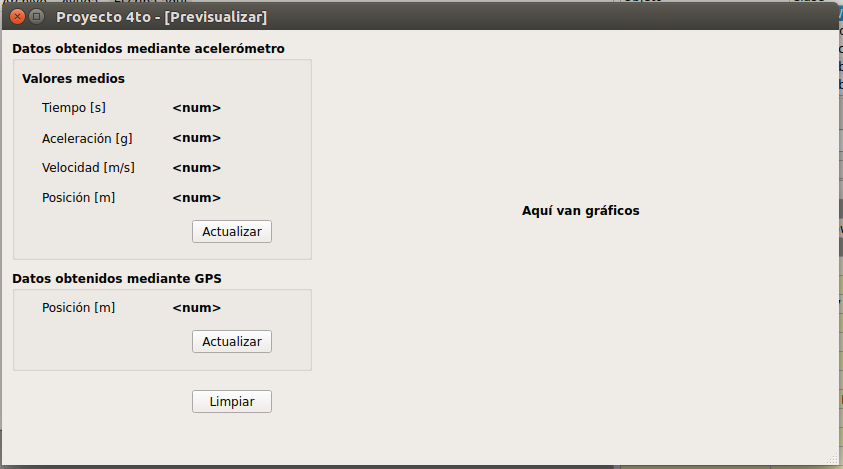 Proyecto 4to - [Previsualizar]
Datos obtenidos mediante acelerómetro
Valores medios
Tiempo [s] <num>
Aceleración [g] <num>
Velocidad [m/s] <num>
Posición [m] <num>
Actualizar
Datos obtenidos mediante GPS
Posición [m] <num>
Actualizar
Limpiar
Aquí van gráficos